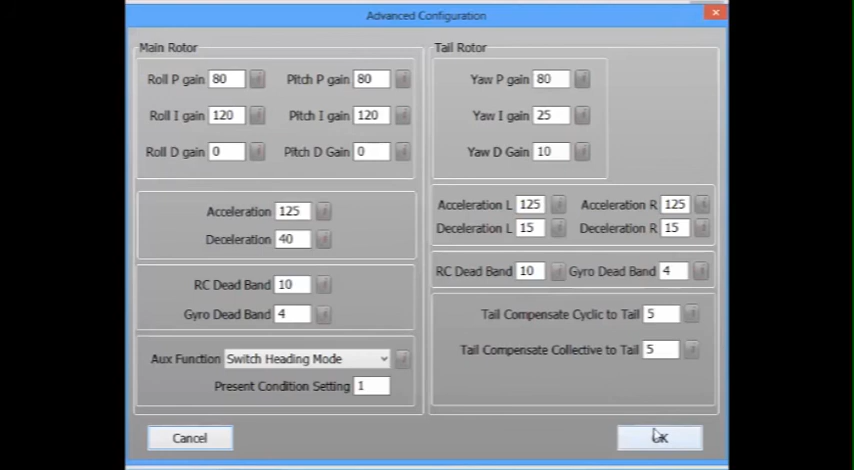 Advanced Configuration
Main Rotor
Roll P gain 80 Pitch P gain 80
Roll I gain 120 Pitch I gain 120
Roll D gain 0 Pitch D Gain 0
Acceleration 125
Deceleration 40
RC Dead Band 10
Gyro Dead Band 4
Aux Function Switch Heading Mode
Present Condition Setting 1
Tail Rotor
Yaw P gain 80
Yaw I gain 25
Yaw D Gain 10
Acceleration L 125 Acceleration R 125
Deceleration L 15 Deceleration R 15
RC Dead Band 10 Gyro Dead Band 4
Tail Compensate Cyclic to Tail 5
Tail Compensate Collective to Tail 5
Cancel
OK